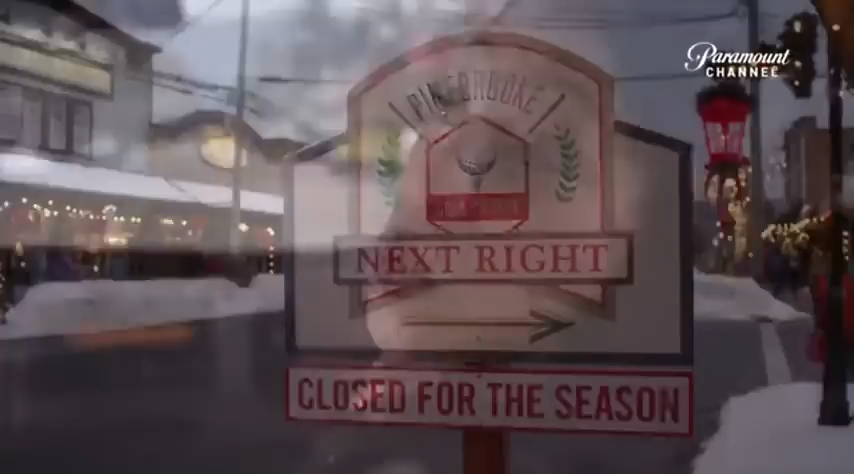 Paramount
CHANNEL
PINEBROOKE
NEXT RIGHT
CLOSED FOR THE SEASON